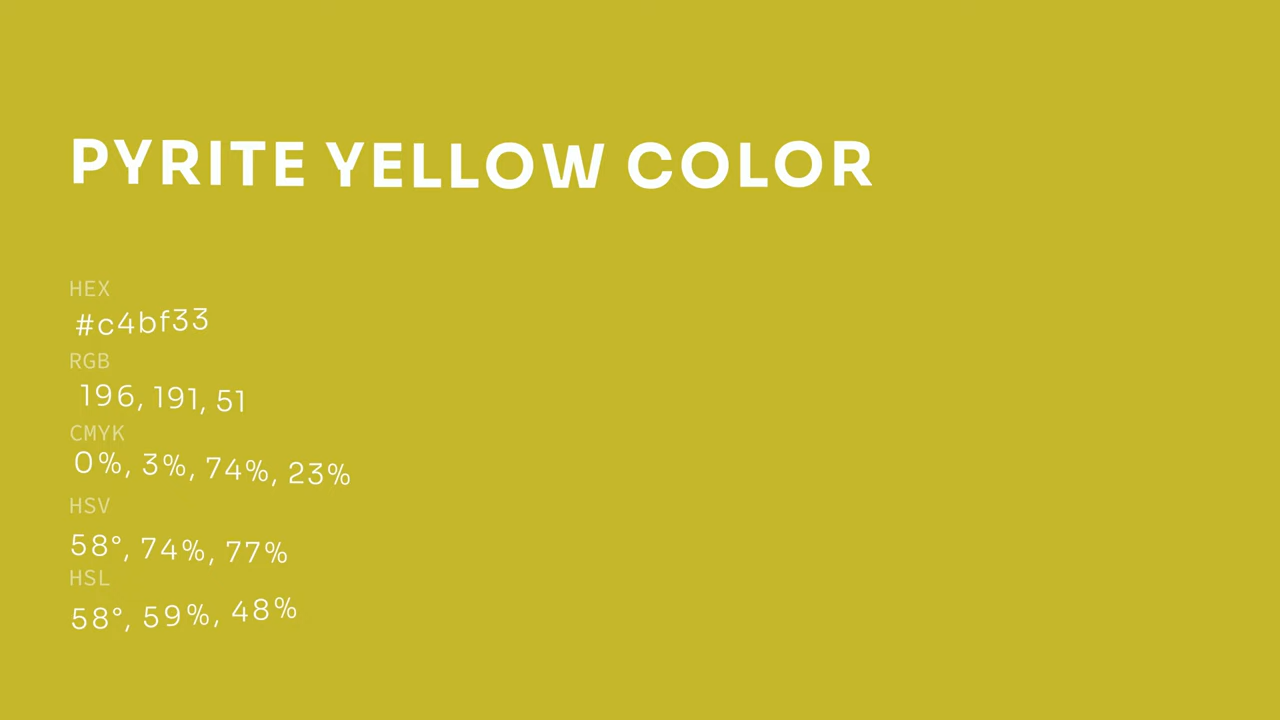 PYRITE YELLOW COLOR
HEX
#c4bf33
RGB
196, 191, 51
CMYK
0%, 3%, 74%, 23%
HSV
58°, 74%, 77%
HSL
58°, 59%, 48%